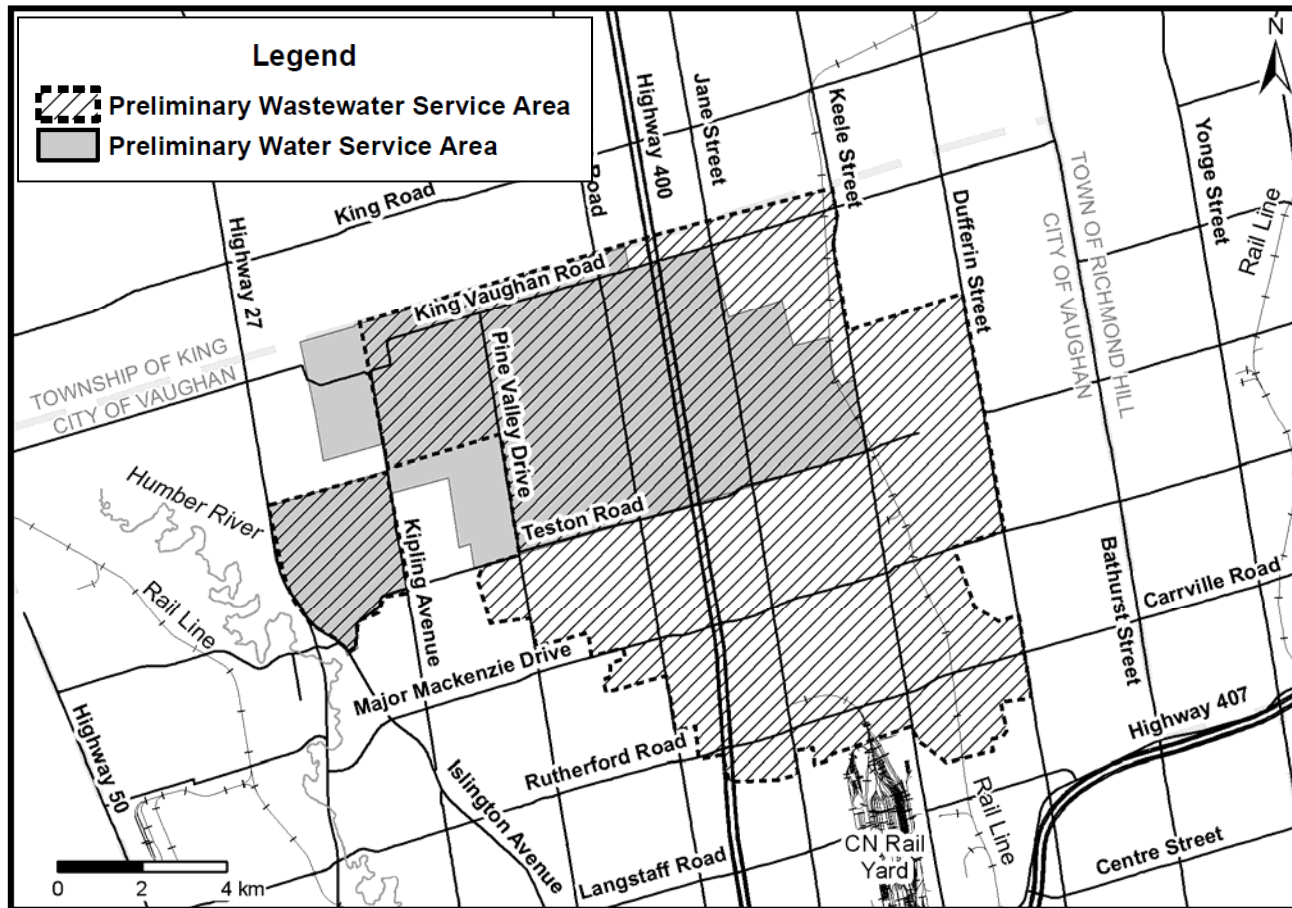 Legend
Preliminary Wastewater Service Area
Preliminary Water Service Area
N
King Road
Road
Highway 400
Jane Street
Keele Street
Dufferin Street
TOWN OF RICHMOND HILL
CITY OF VAUGHAN
Yonge Street
Rail Line
Highway 27
King Vaughan Road
Pine Valley Drive
TOWNSHIP OF KING
CITY OF VAUGHAN
Humber River
Rail Line
Kipling Avenue
Teston Road
Bathurst Street
Carrville Road
Major Mackenzie Drive
Highway 407
Highway 50
Islington Avenue
Rutherford Road
Rail Line
CN Rail
Yard
Centre Street
Langstaff Road
0 2 4 km